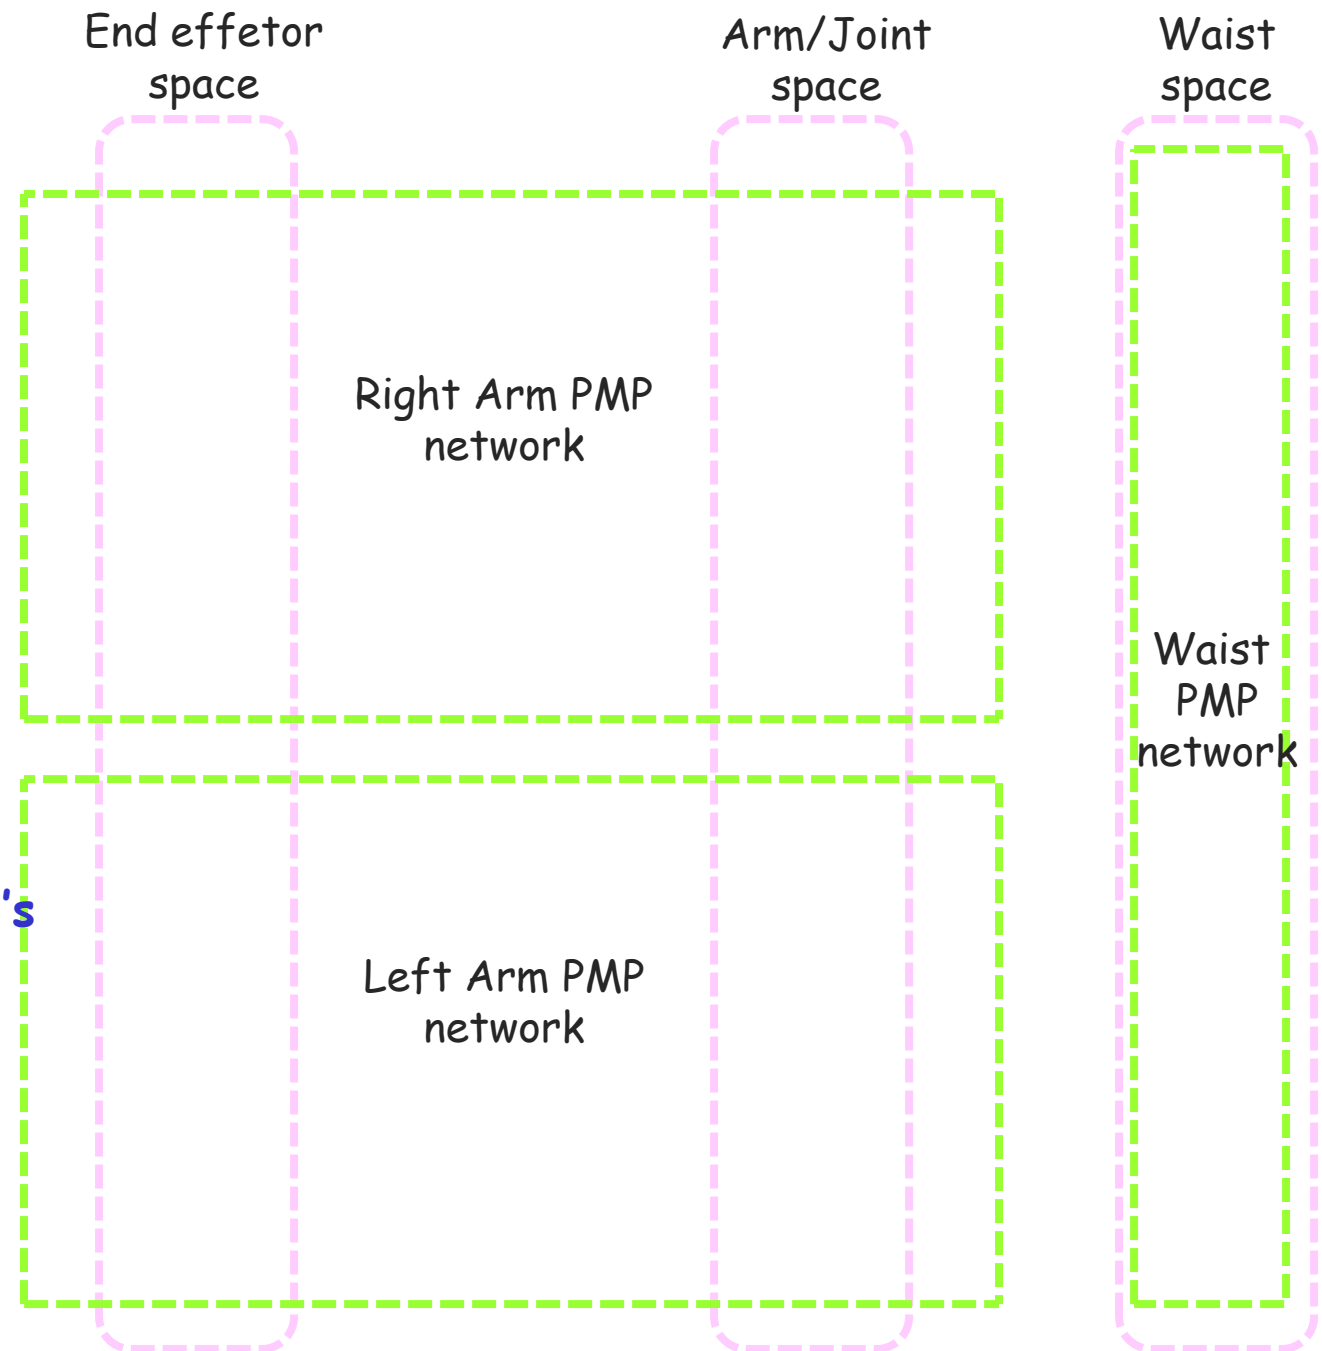 End effetor
space
Arm/Joint
space
Waist
space
Right Arm PMP
network
Waist
PMP
network
's
Left Arm PMP
network